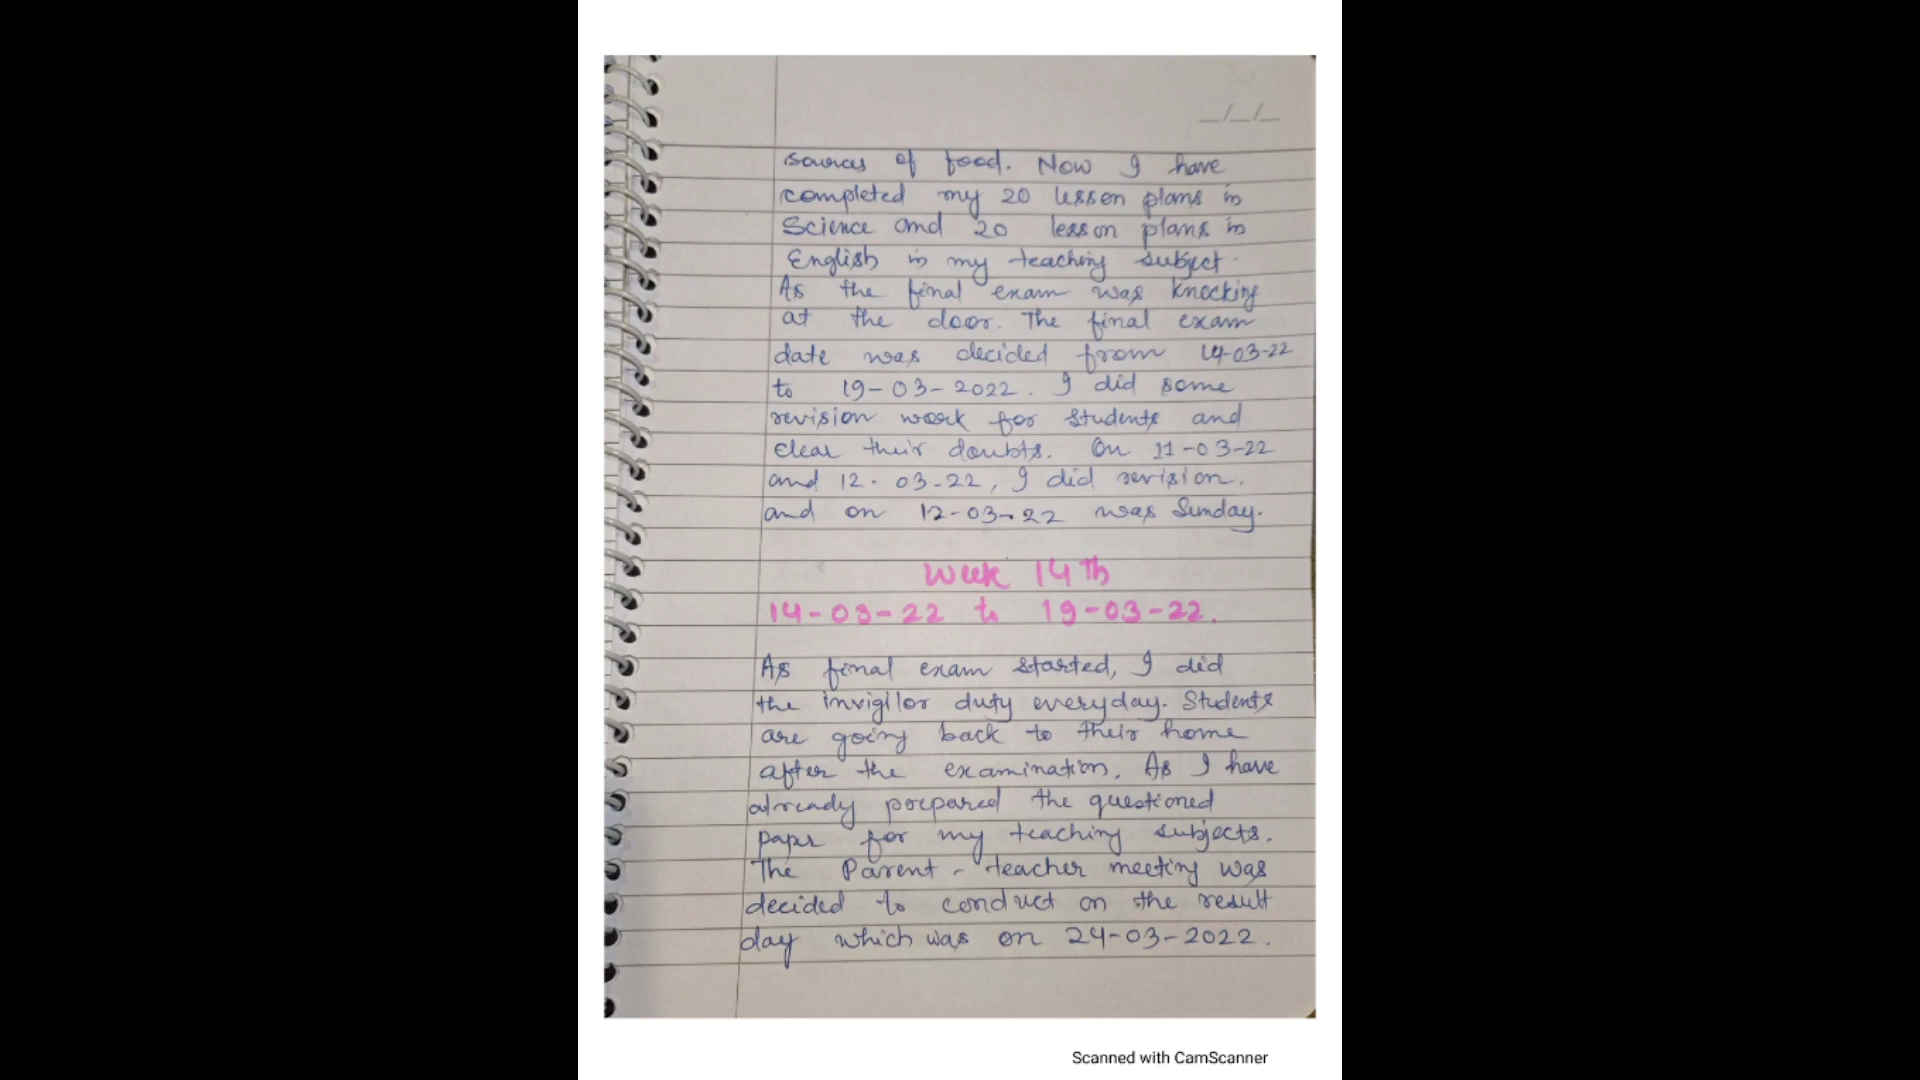 _/_/_
sources of food. Now I have
completed my 20 lesson plans in
Science and 20 lesson plans in
English in my teaching subject.
As the final exam was knocking
at the door. The final exam
date was decided from 14-03-22
to 19-03-2022. I did some
revision work for students and
clear their doubts. On 11-03-22
and 12-03-22, I did revision.
and on 12-03-22 was Sunday.
Week 14th
14-03-22 to 19-03-22.
As final exam started, I did
the invigilor duty everyday. Students
are going back to their home
after the examination. As I have
already prepared the questioned
paper for my teaching subjects.
The Parent-teacher meeting was
decided to conduct on the result
day which was on 24-03-2022.
Scanned with CamScanner